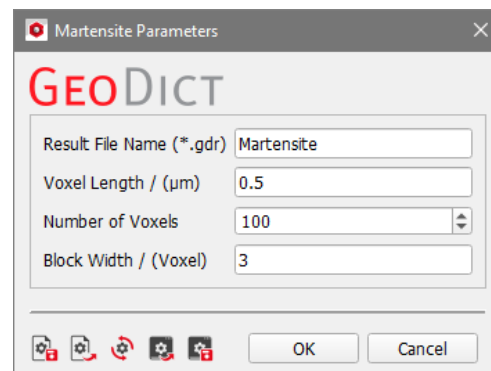 Martensite Parameters
GEODICT
Result File Name (*.gdr) Martensite
Voxel Length / (µm) 0.5
Number of Voxels 100
Block Width / (Voxel) 3
OK Cancel